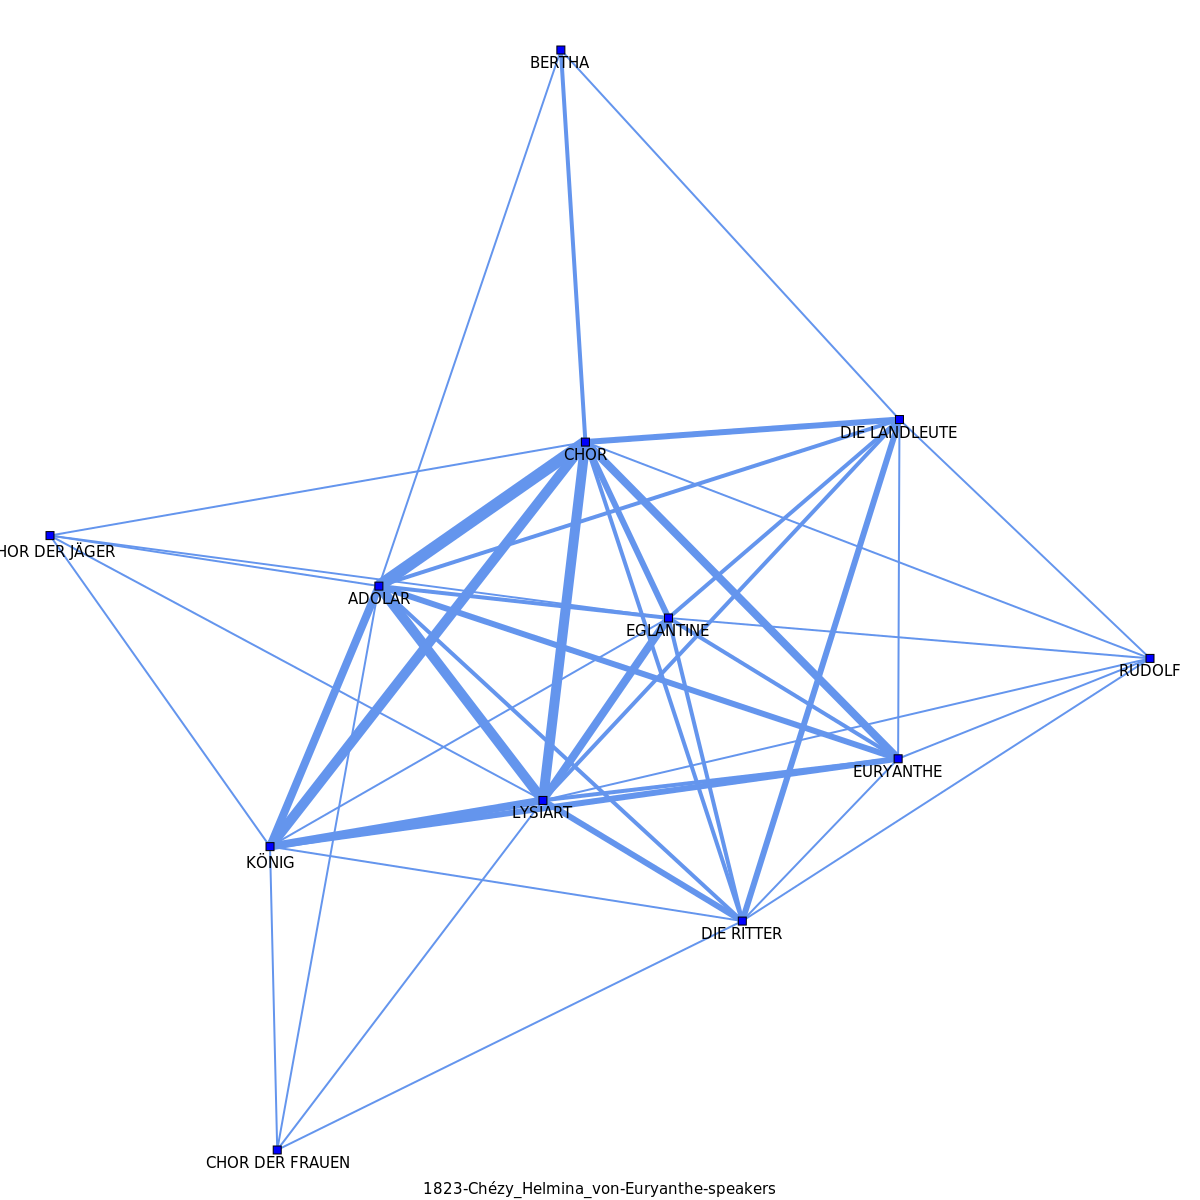 BERTHA
DIE LANDLEUTE
CHOR
HOR DER JÄGER
ADOLAR
EGLANTINE
RUDOLF
EURYANTHE
LYSIART
KÖNIG
DIE RITTER
CHOR DER FRAUEN
1823-Chézy_Helmina_von-Euryanthe-speakers